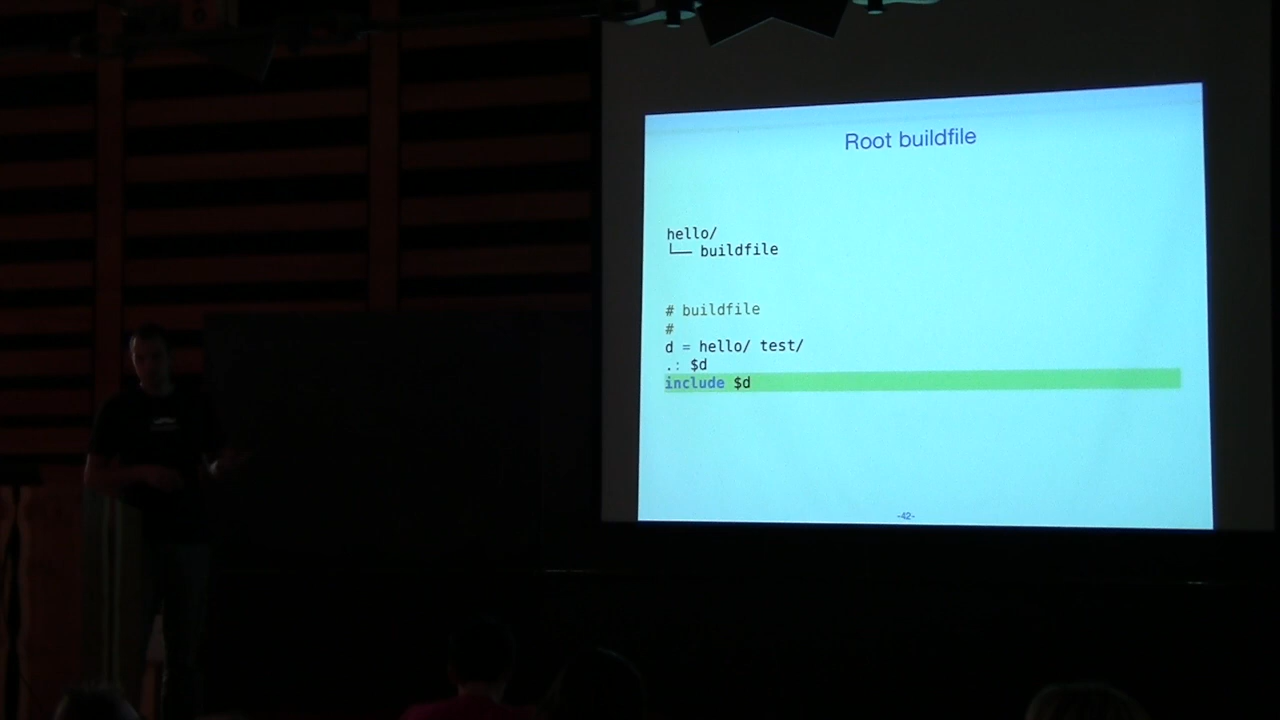 Root buildfile
hello/
└── buildfile
# buildfile
#
d = hello/ test/
.: $d
include $d
-42-